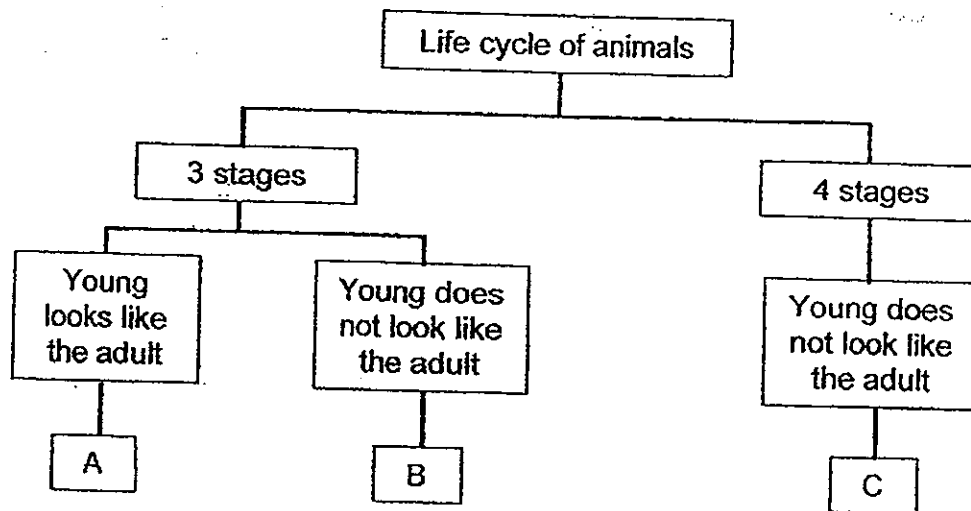 Life cycle of animals
3 stages
4 stages
Young
looks like
the adult
Young does
not look like
the adult
Young does
not look like
the adult
A
B
C